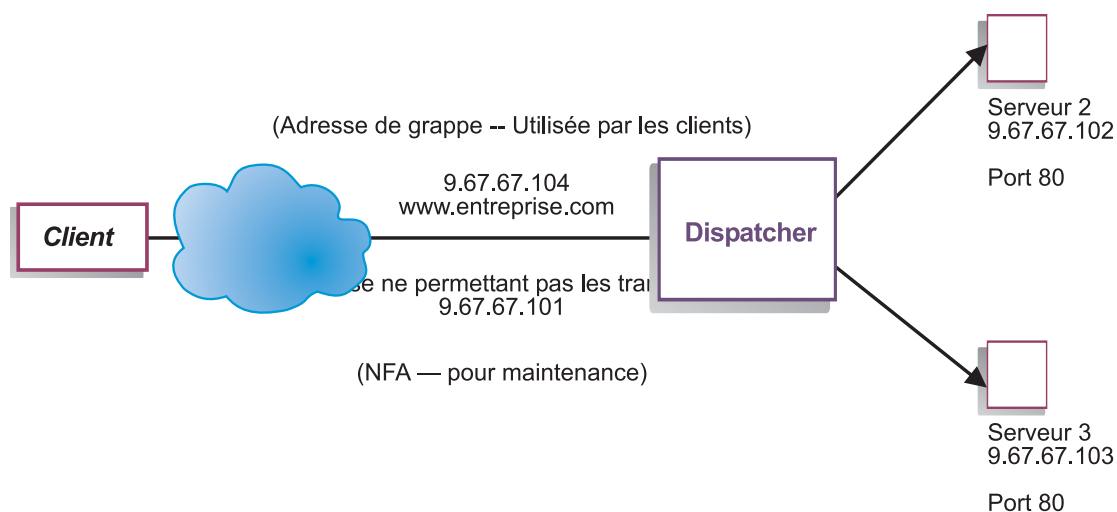 (Adresse de grappe -- Utilisée par les clients)
9.67.67.104
www.entreprise.com
Client
Dispatcher
ne permettant pas les
9.67.67.101
(NFA — pour maintenance)
Serveur 2
9.67.67.102
Port 80
Serveur 3
9.67.67.103
Port 80